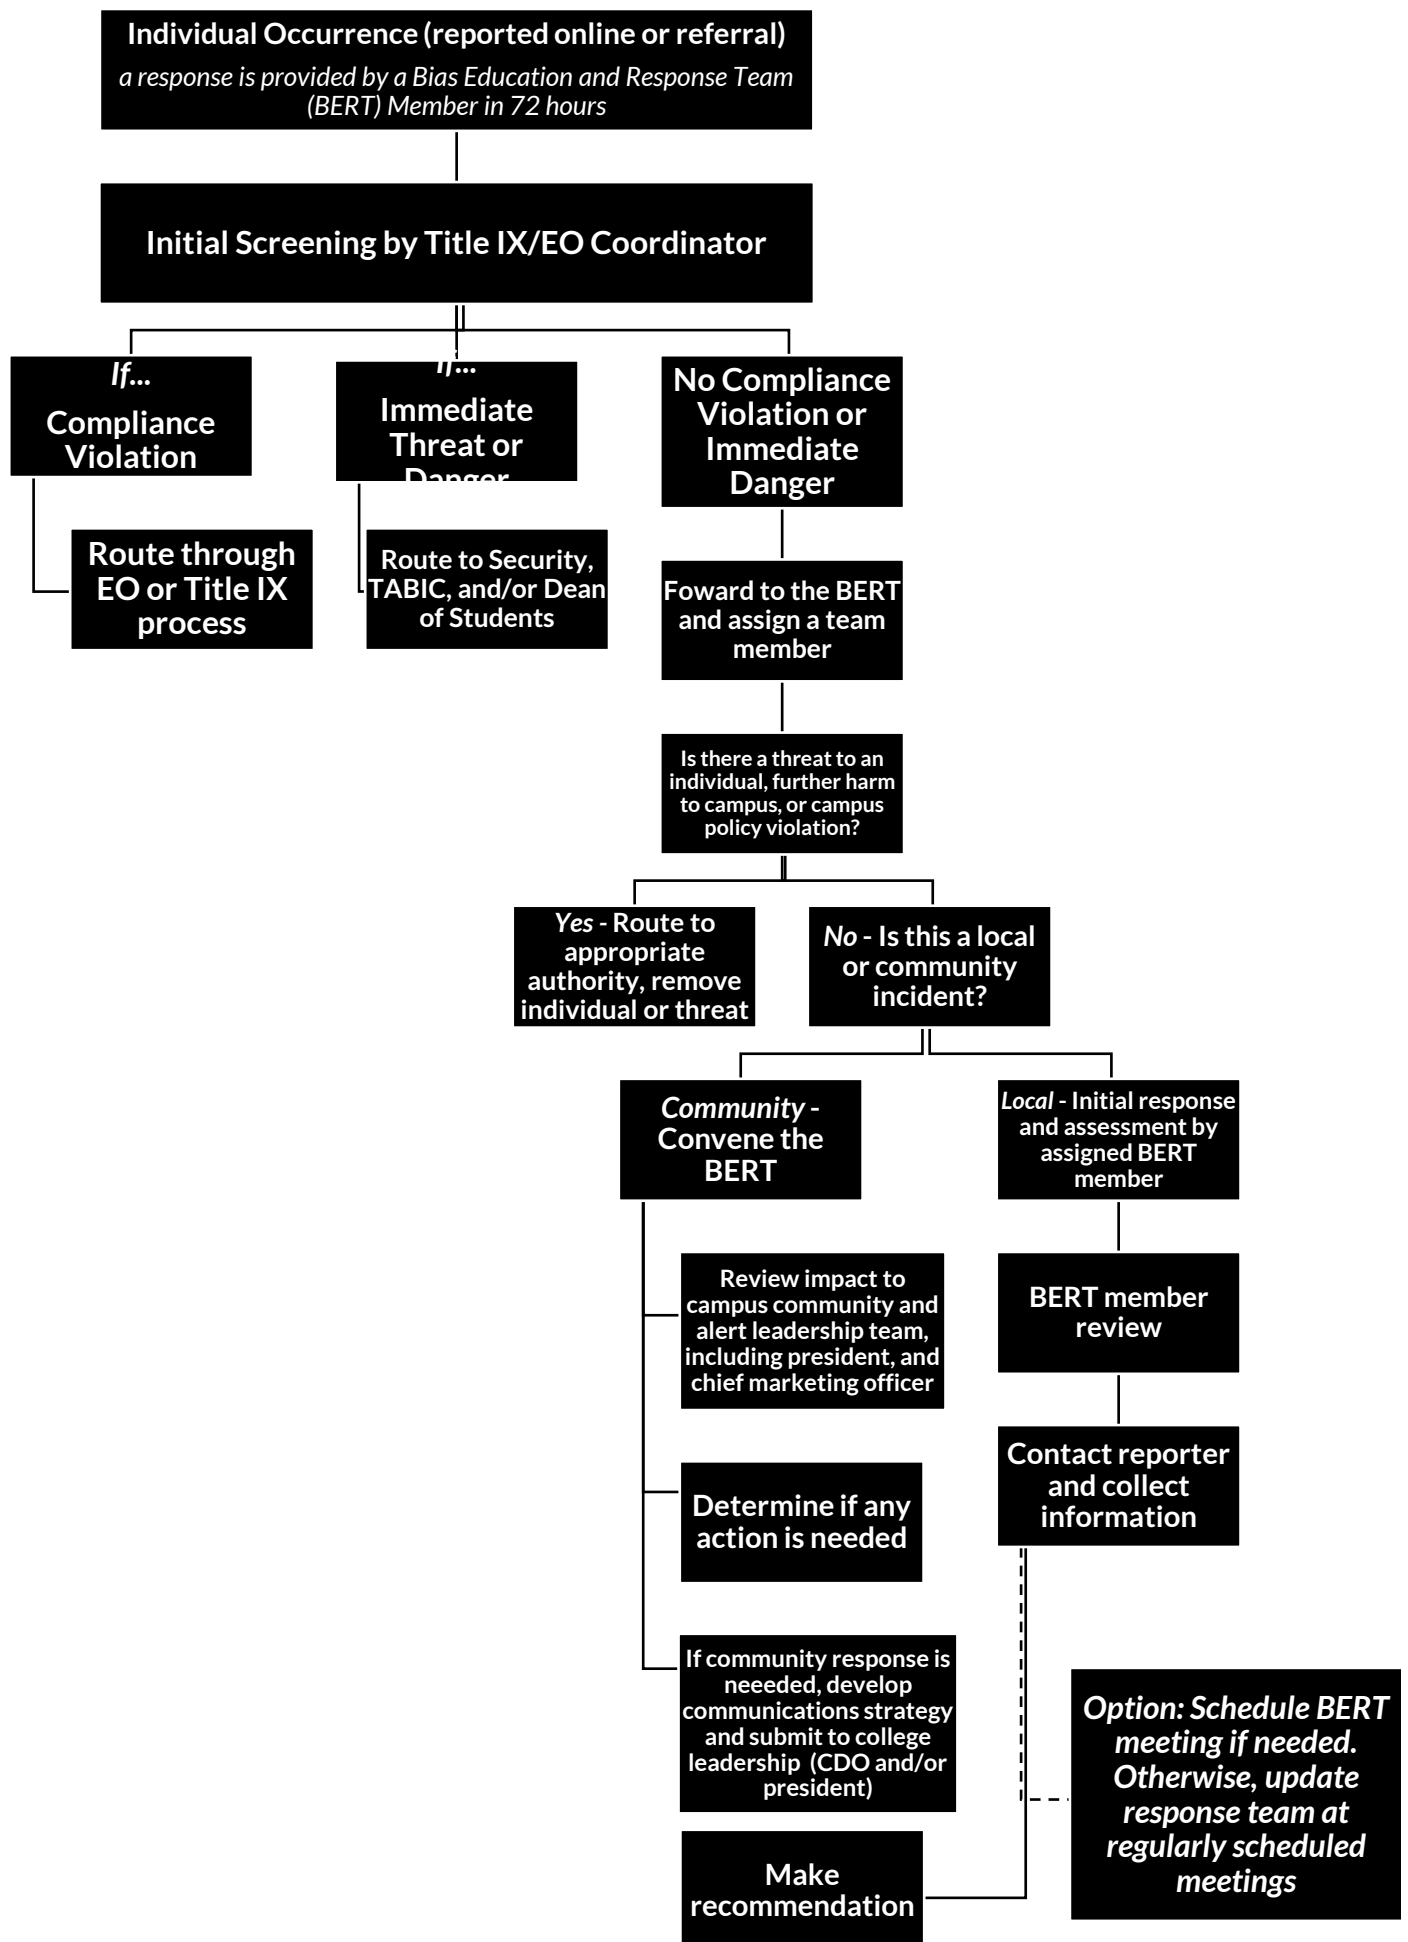 Individual Occurrence (reported online or referral)
a response is provided by a Bias Education and Response Team
(BERT) Member in 72 hours
Initial Screening by Title IX/EO Coordinator
If...
Compliance
Violation
If...
Immediate
Threat or
Danger
No Compliance
Violation or
Immediate
Danger
Route through
EO or Title IX
process
Route to Security,
TABIC, and/or Dean
of Students
Foward to the BERT
and assign a team
member
Is there a threat to an
individual, further harm
to campus, or campus
policy violation?
Yes - Route to
appropriate
authority, remove
individual or threat
No - Is this a local
or community
incident?
Community -
Convene the
BERT
Local - Initial response
and assessment by
assigned BERT
member
Review impact to
campus community and
alert leadership team,
including president, and
chief marketing officer
BERT member
review
Contact reporter
and collect
information
Determine if any
action is needed
If community response is
neeeded, develop
communications strategy
and submit to college
leadership (CDO and/or
president)
Option: Schedule BERT
meeting if needed.
Otherwise, update
response team at
regularly scheduled
meetings
Make
recommendation